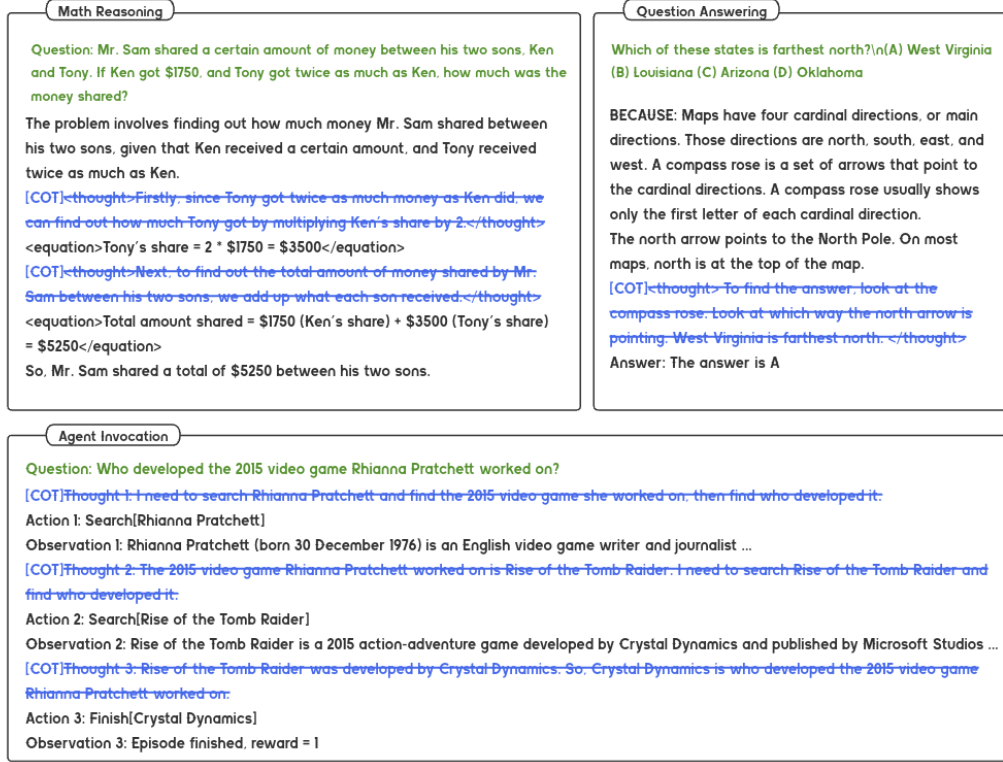 Math Reasoning
Question: Mr. Sam shared a certain amount of money between his two sons, Ken
and Tony. If Ken got $1750, and Tony got twice as much as Ken, how much was the
money shared?
The problem involves finding out how much money Mr. Sam shared between
his two sons, given that Ken received a certain amount, and Tony received
twice as much as Ken.
[COT]<thought>Firstly, since Tony got twice as much money as Ken did, we
can find out how much Tony got by multiplying Ken's share by 2.</thought>
<equation>Tony's share = 2 * $1750 = $3500</equation>
[COT]<thought>Next, to find out the total amount of money shared by Mr.
Sam between his two sons, we add up what each son received.</thought>
<equation>Total amount shared = $1750 (Ken's share) + $3500 (Tony's share)
= $5250</equation>
So, Mr. Sam shared a total of $5250 between his two sons.
Question Answering
Which of these states is farthest north?\n(A) West Virginia
(B) Louisiana (C) Arizona (D) Oklahoma
BECAUSE: Maps have four cardinal directions, or main
directions. Those directions are north, south, east, and
west. A compass rose is a set of arrows that point to
the cardinal directions. A compass rose usually shows
only the first letter of each cardinal direction.
The north arrow points to the North Pole. On most
maps, north is at the top of the map.
[COT]<thought> To find the answer, look at the
compass rose. Look at which way the north arrow is
pointing. West Virginia is farthest north. </thought>
Answer: The answer is A
Agent Invocation
Question: Who developed the 2015 video game Rhianna Pratchett worked on?
[COT]Thought 1: I need to search Rhianna Pratchett and find the 2015 video game she worked on, then find who developed it.
Action 1: Search[Rhianna Pratchett]
Observation 1: Rhianna Pratchett (born 30 December 1976) is an English video game writer and journalist ...
[COT]Thought 2: The 2015 video game Rhianna Pratchett worked on is Rise of the Tomb Raider. I need to search Rise of the Tomb Raider and
find who developed it.
Action 2: Search[Rise of the Tomb Raider]
Observation 2: Rise of the Tomb Raider is a 2015 action-adventure game developed by Crystal Dynamics and published by Microsoft Studios ...
[COT]Thought 3: Rise of the Tomb Raider was developed by Crystal Dynamics. So, Crystal Dynamics is who developed the 2015 video game
Rhianna Pratchett worked on.
Action 3: Finish[Crystal Dynamics]
Observation 3: Episode finished, reward = 1